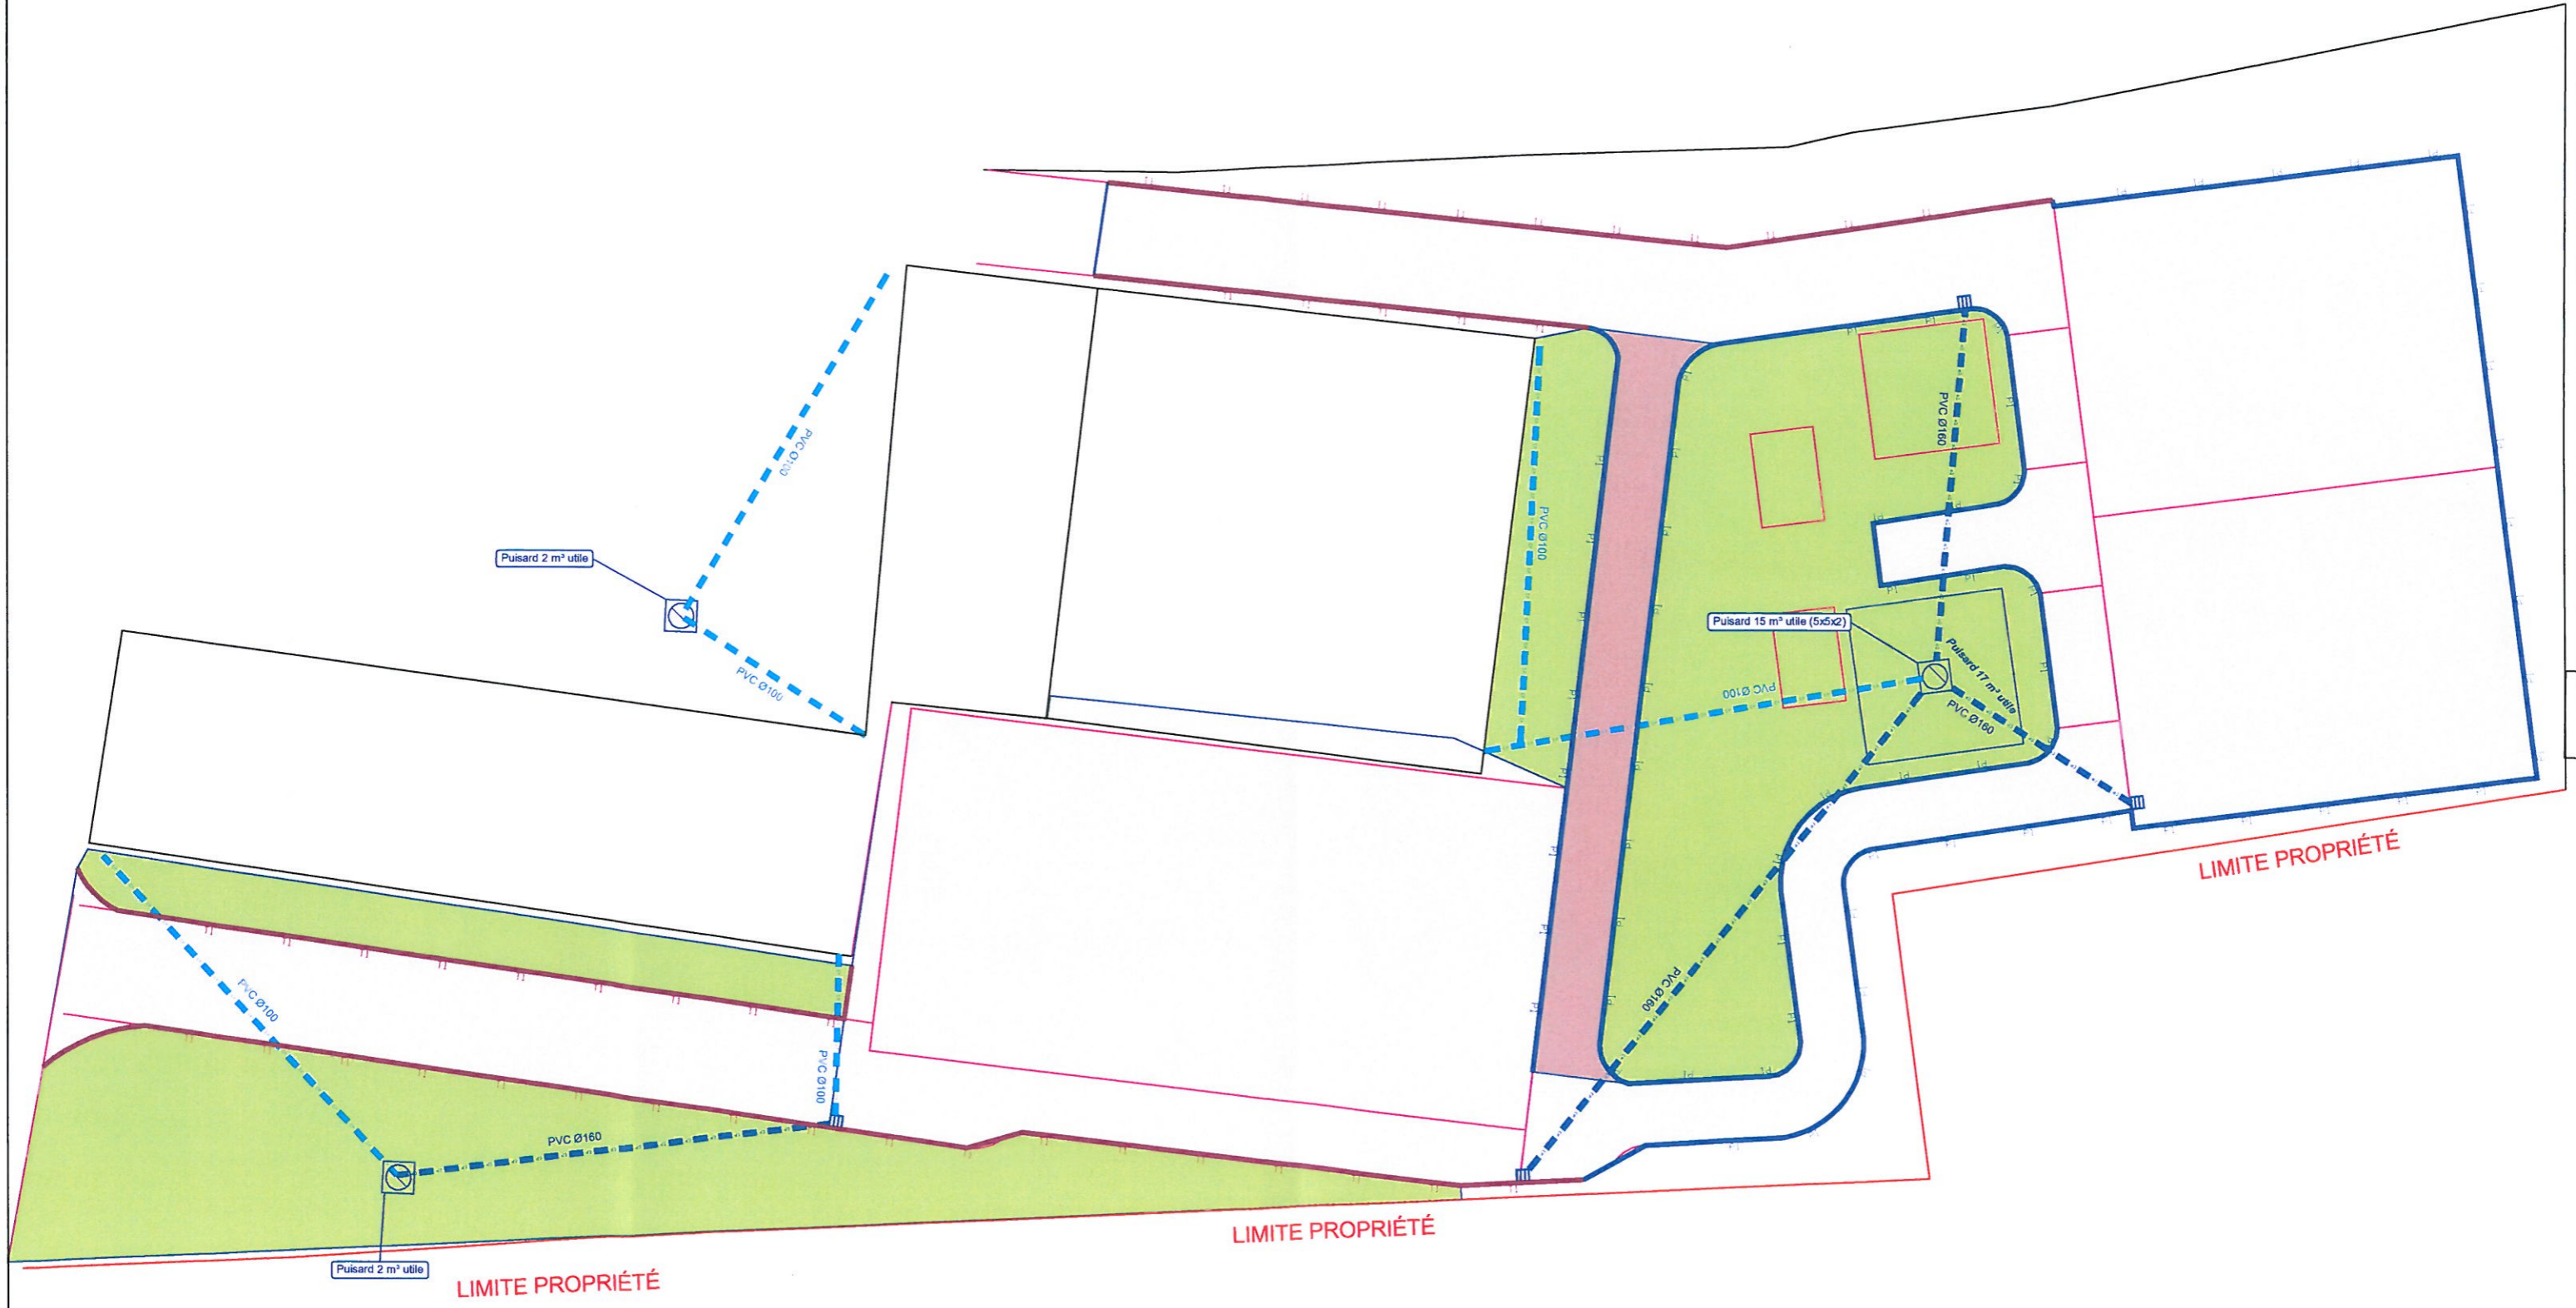 PVC Ø100
Puisard 2 m³ utile
PVC Ø100
PVC Ø100
PVC Ø160
Puisard 15 m³ utile (5x5x2)
Puisard 17 m³ utile
PVC Ø100
PVC Ø160
LIMITE PROPRIÉTÉ
PVC Ø160
PVC Ø100
PVC Ø100
PVC Ø160
LIMITE PROPRIÉTÉ
Puisard 2 m³ utile
LIMITE PROPRIÉTÉ